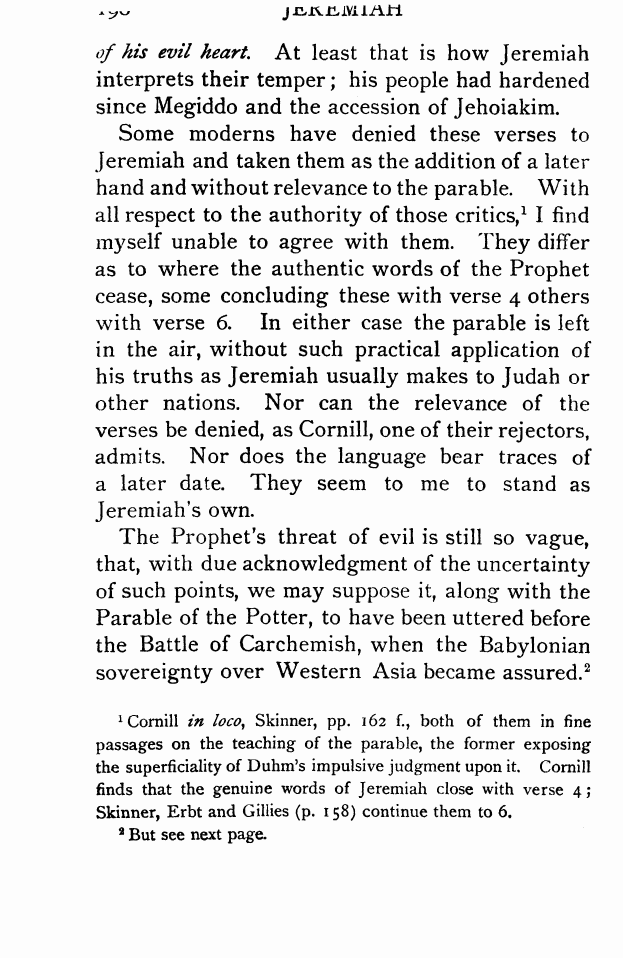 JEREMIAH
of his evil heart. At least that is how Jeremiah
interprets their temper; his people had hardened
since Megiddo and the accession of Jehoiakim.
Some moderns have denied these verses to
Jeremiah and taken them as the addition of a later
hand and without relevance to the parable. With
all respect to the authority of those critics,¹ I find
myself unable to agree with them. They differ
as to where the authentic words of the Prophet
cease, some concluding these with verse 4 others
with verse 6. In either case the parable is left
in the air, without such practical application of
his truths as Jeremiah usually makes to Judah or
other nations. Nor can the relevance of the
verses be denied, as Cornill, one of their rejectors,
admits. Nor does the language bear traces of
a later date. They seem to me to stand as
Jeremiah's own.
The Prophet's threat of evil is still so vague,
that, with due acknowledgment of the uncertainty
of such points, we may suppose it, along with the
Parable of the Potter, to have been uttered before
the Battle of Carchemish, when the Babylonian
sovereignty over Western Asia became assured.²
¹ Cornill in loco, Skinner, pp. 162 f., both of them in fine
passages on the teaching of the parable, the former exposing
the superficiality of Duhm's impulsive judgment upon it. Cornill
finds that the genuine words of Jeremiah close with verse 4;
Skinner, Erbt and Gillies (p. 158) continue them to 6.
² But see next page.